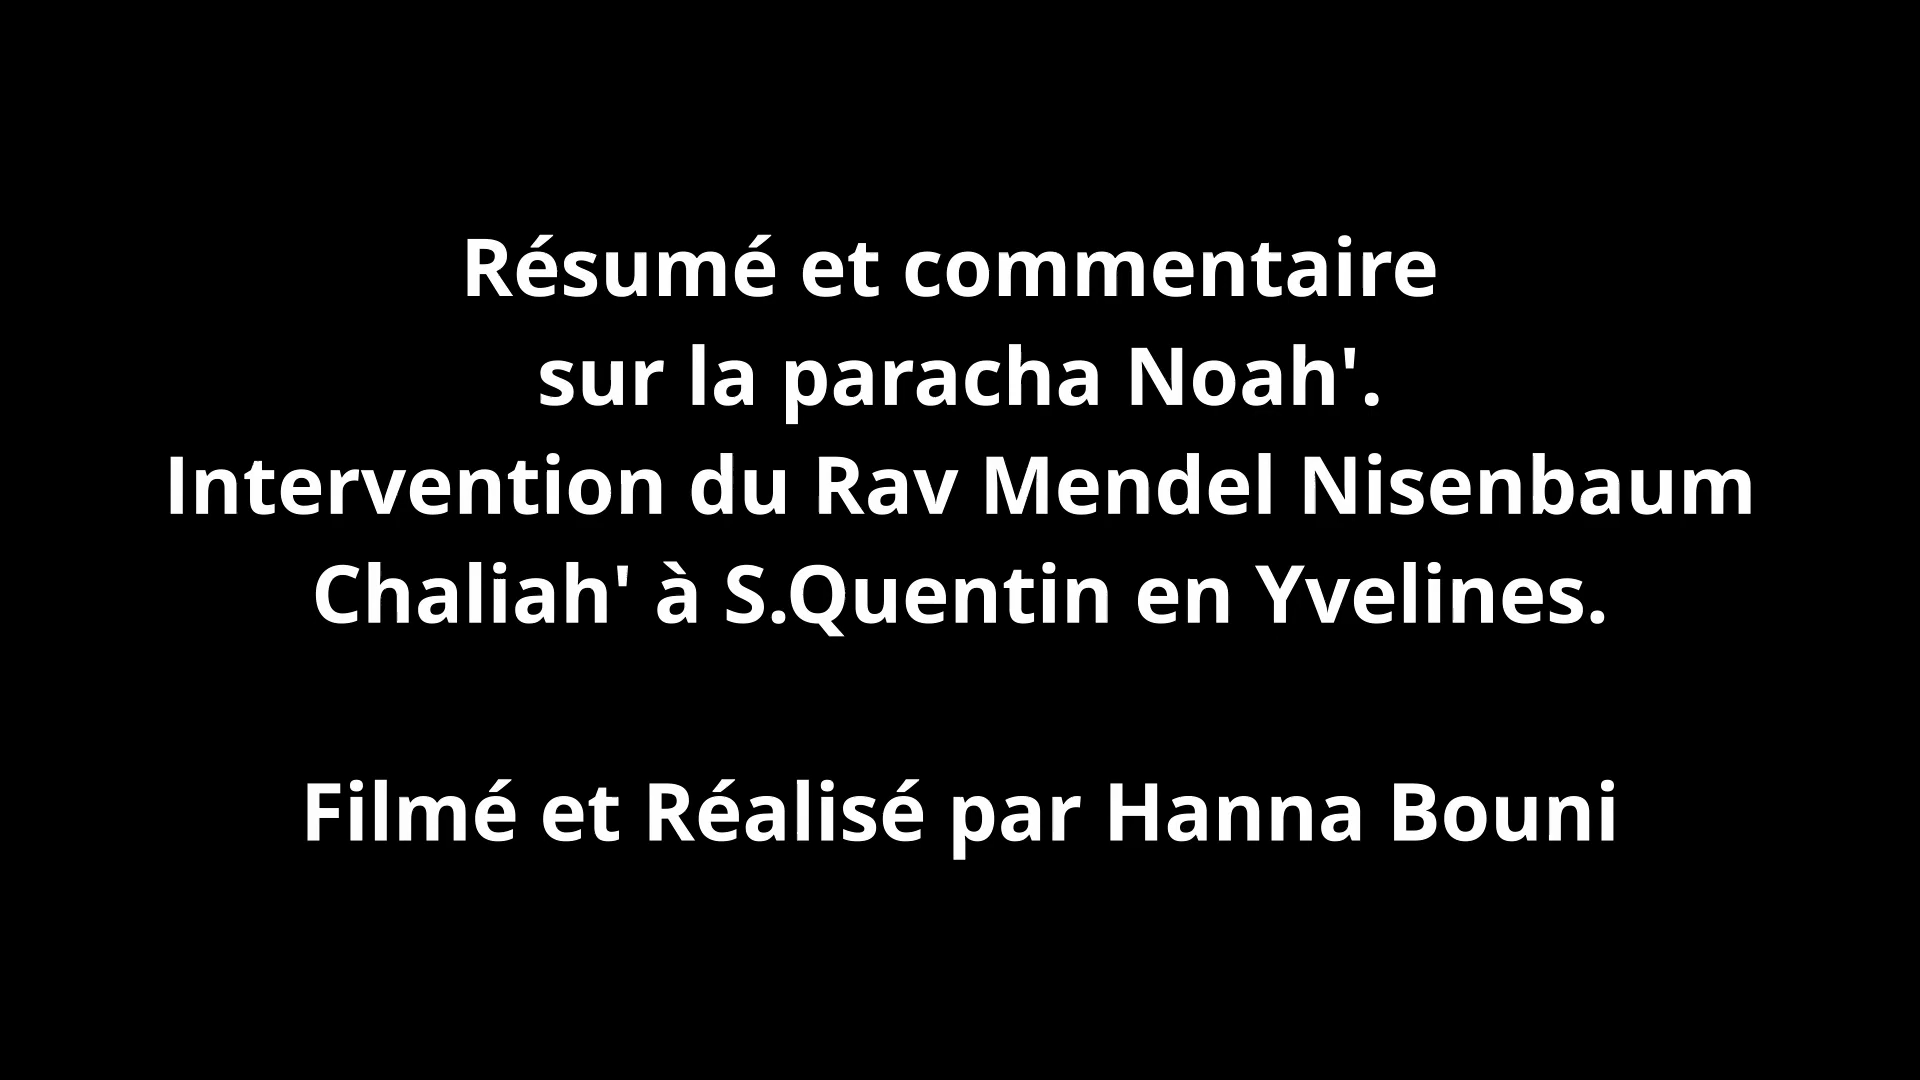 Résumé et commentaire
sur la paracha Noah'.
Intervention du Rav Mendel Nisenbaum
Chaliah' à S.Quentin en Yvelines.
Filmé et Réalisé par Hanna Bouni